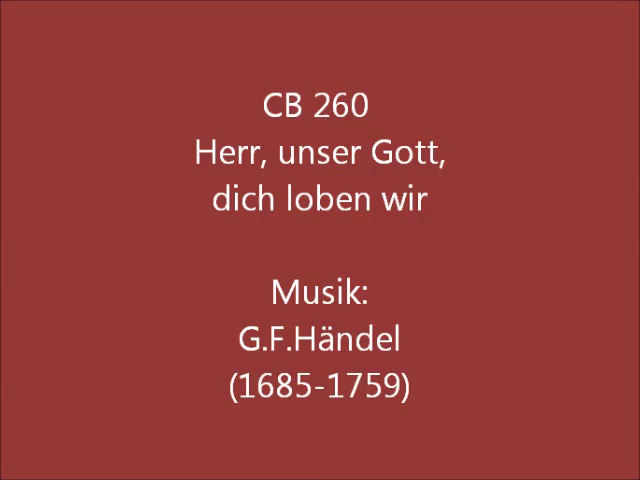 CB 260
Herr, unser Gott,
dich loben wir
Musik:
G.F.Händel
(1685-1759)